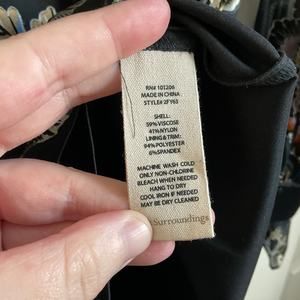 RN# 101206
MADE IN CHINA
STYLE# 2FY63
SHELL:
59% VISCOSE
41% NYLON
LINING & TRIM:
94% POLYESTER
6% SPANDEX
MACHINE WASH COLD
ONLY NON-CHLORINE
BLEACH WHEN NEEDED
HANG TO DRY
COOL IRON IF NEEDED
MAY BE DRY CLEANED
Surroundings